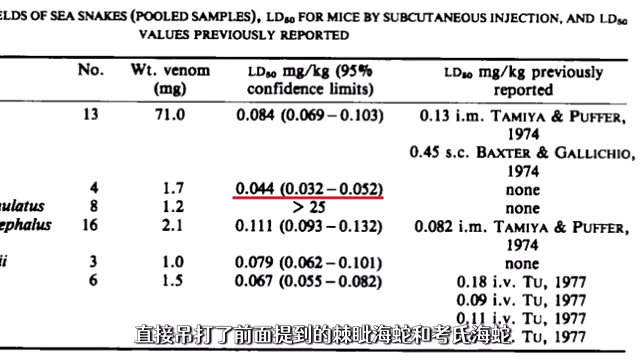 ELDS OF SEA SNAKES (POOLED SAMPLES), LD₅₀ FOR MICE BY SUBCUTANEOUS INJECTION, AND LD₅₀
VALUES PREVIOUSLY REPORTED
No. Wt. venom (mg) LD₅₀ mg/kg (95% confidence limits) LD₅₀ mg/kg previously reported
13 71.0 0.084 (0.069–0.103) 0.13 i.m. TAMIYA & PUFFER,
1974
0.45 s.c. BAXTER & GALLICHIO,
1974
4 1.7 0.044 (0.032–0.052) none
nulatus 8 1.2 > 25 none
ephalus 16 2.1 0.111 (0.093–0.132) 0.082 i.m. TAMIYA & PUFFER,
1974
ii 3 1.0 0.079 (0.062–0.101) none
6 1.5 0.067 (0.055–0.082) 0.18 i.v. TU, 1977
0.09 i.v. TU, 1977
0.11 i.v. TU, 1977
. TU, 1977
直接吊打了前面提到的棘眦海蛇和考氏海蛇